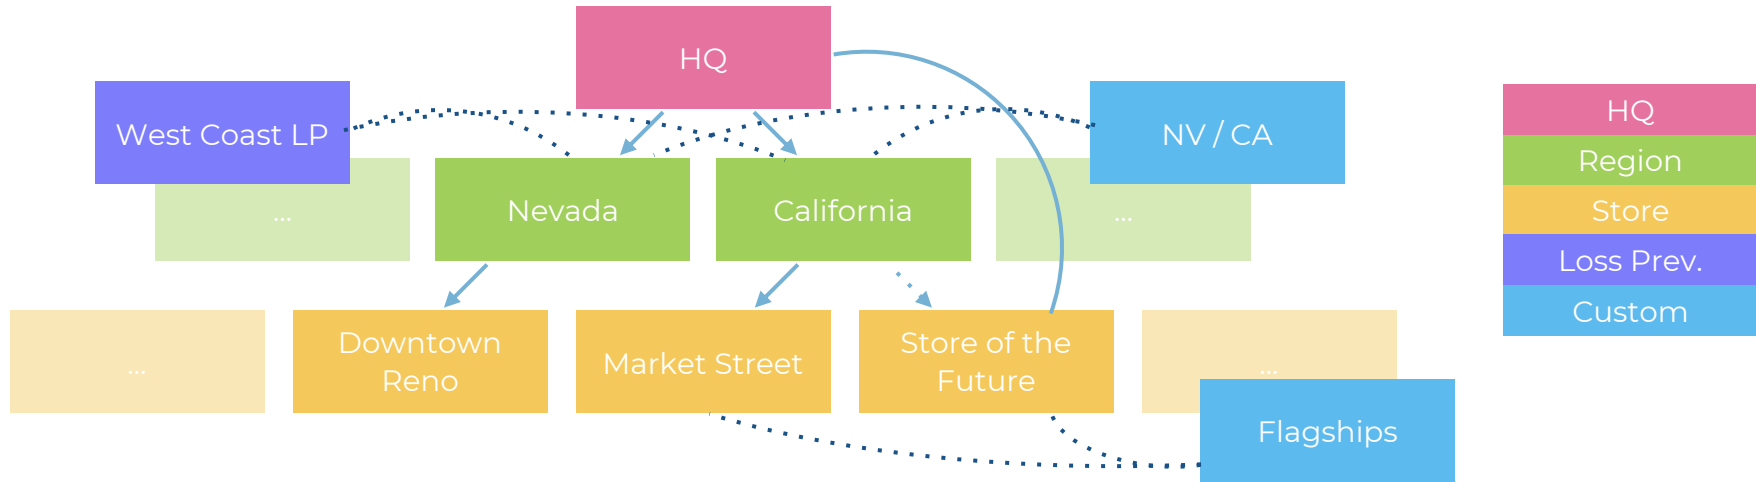 HQ
West Coast LP
NV / CA
...
Nevada
California
...
...
Downtown
Reno
Market Street
Store of the
Future
...
Flagships
HQ
Region
Store
Loss Prev.
Custom